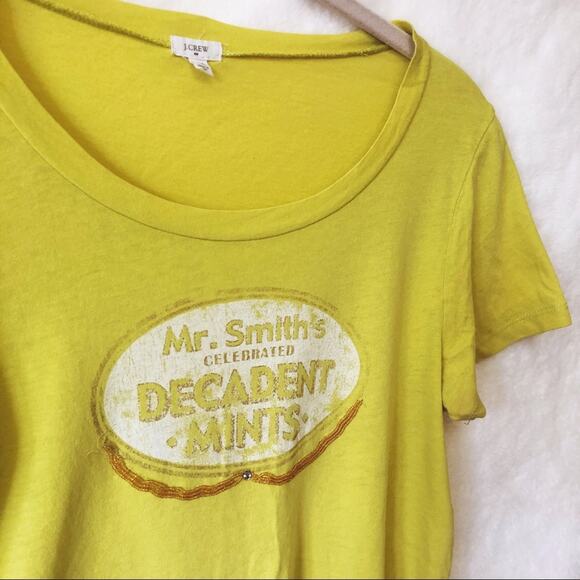 J.CREW
Mr. Smith's
CELEBRATED
DECADENT
·MINTS·